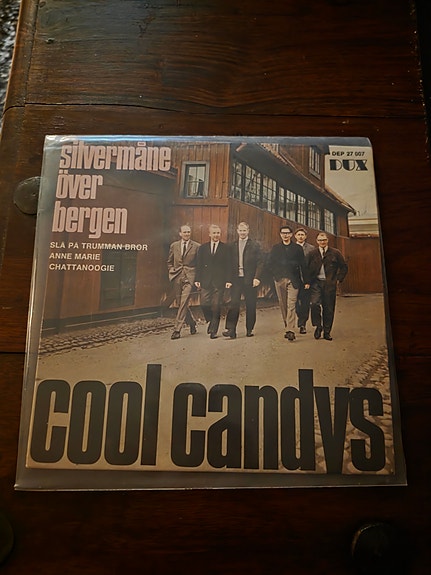 silvermåne
över
bergen
SLÅ PÅ TRUMMAN BROR
ANNE MARIE
CHATTANOOGIE
DEP 27 007
DUX
cool candys